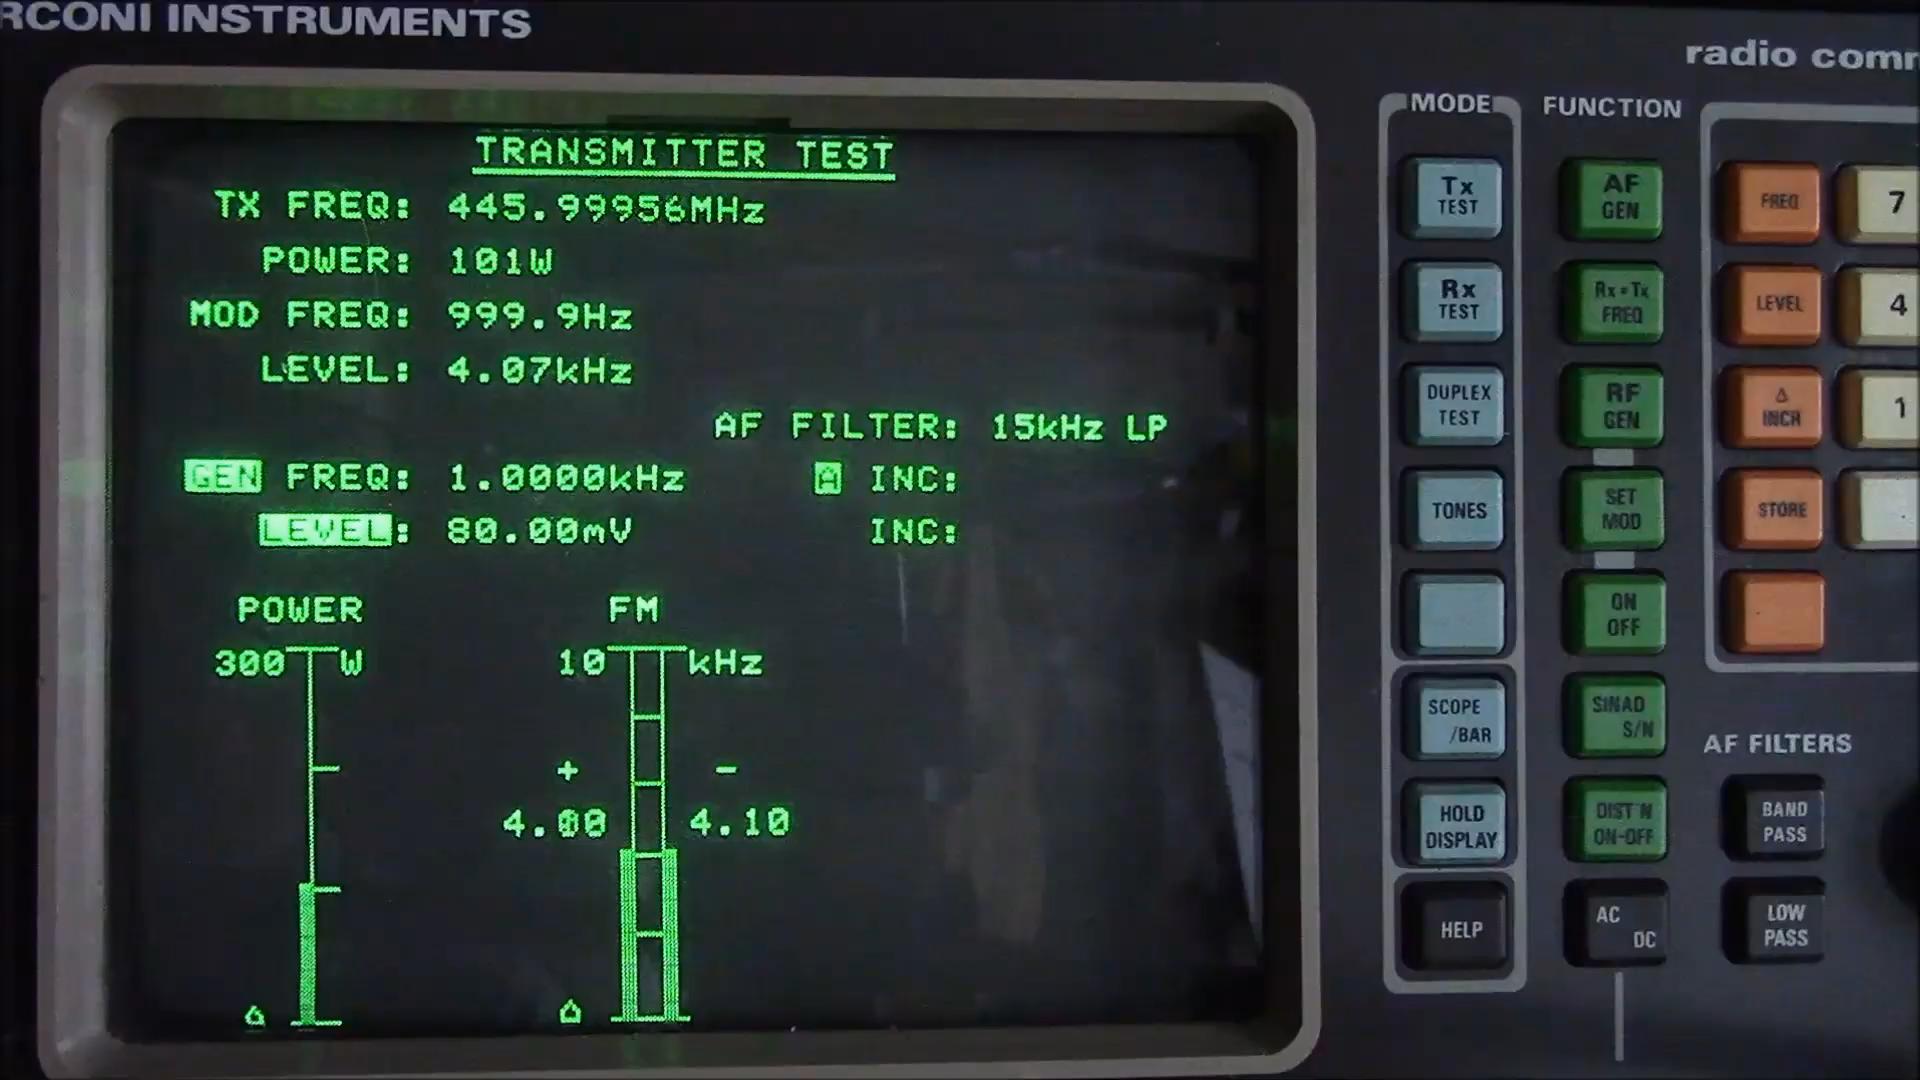 RCONI INSTRUMENTS
radio comm
TRANSMITTER TEST
TX FREQ: 445.99956MHz
POWER: 101W
MOD FREQ: 999.9Hz
LEVEL: 4.07kHz
AF FILTER: 15kHz LP
GEN FREQ: 1.0000kHz
INC:
LEVEL: 80.00mV
INC:
POWER
FM
300 W
10 kHz
+ -
4.10
MODE
Tx TEST
Rx TEST
DUPLEX TEST
TONES
SCOPE /BAR
HOLD DISPLAY
HELP
FUNCTION
AF GEN
Rx=Tx FREQ
RF GEN
SET MOD
ON OFF
SINAD S/N
DIST'N ON-OFF
AC DC
FREQ
7
LEVEL
4
Δ INCR
1
STORE
AF FILTERS
BAND PASS
LOW PASS